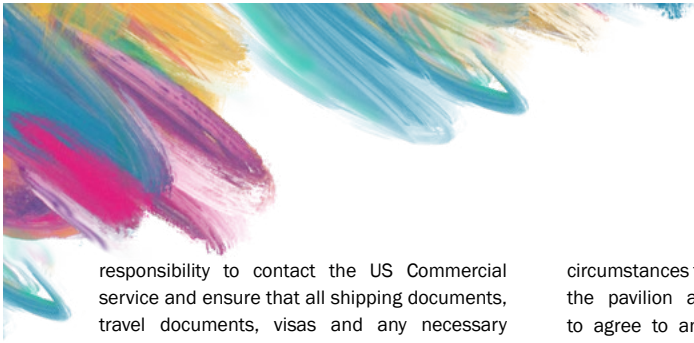 responsibility to contact the US Commercial
service and ensure that all shipping documents,
travel documents, visas and any necessary
circumstances
the pavilion
to agree to